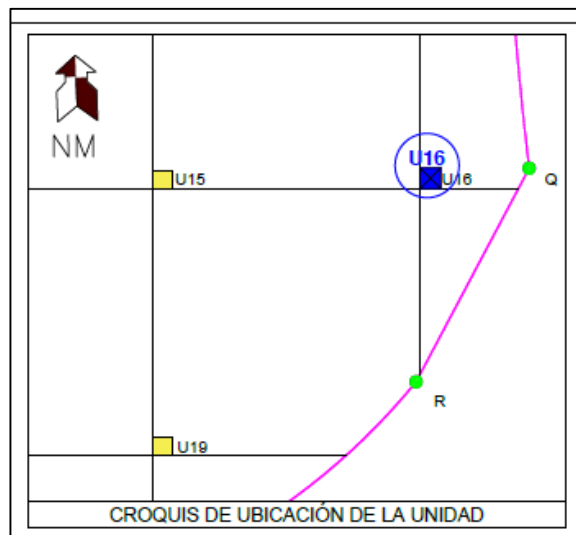 NM
U16
U15
U16
Q
R
U19
CROQUIS DE UBICACIÓN DE LA UNIDAD